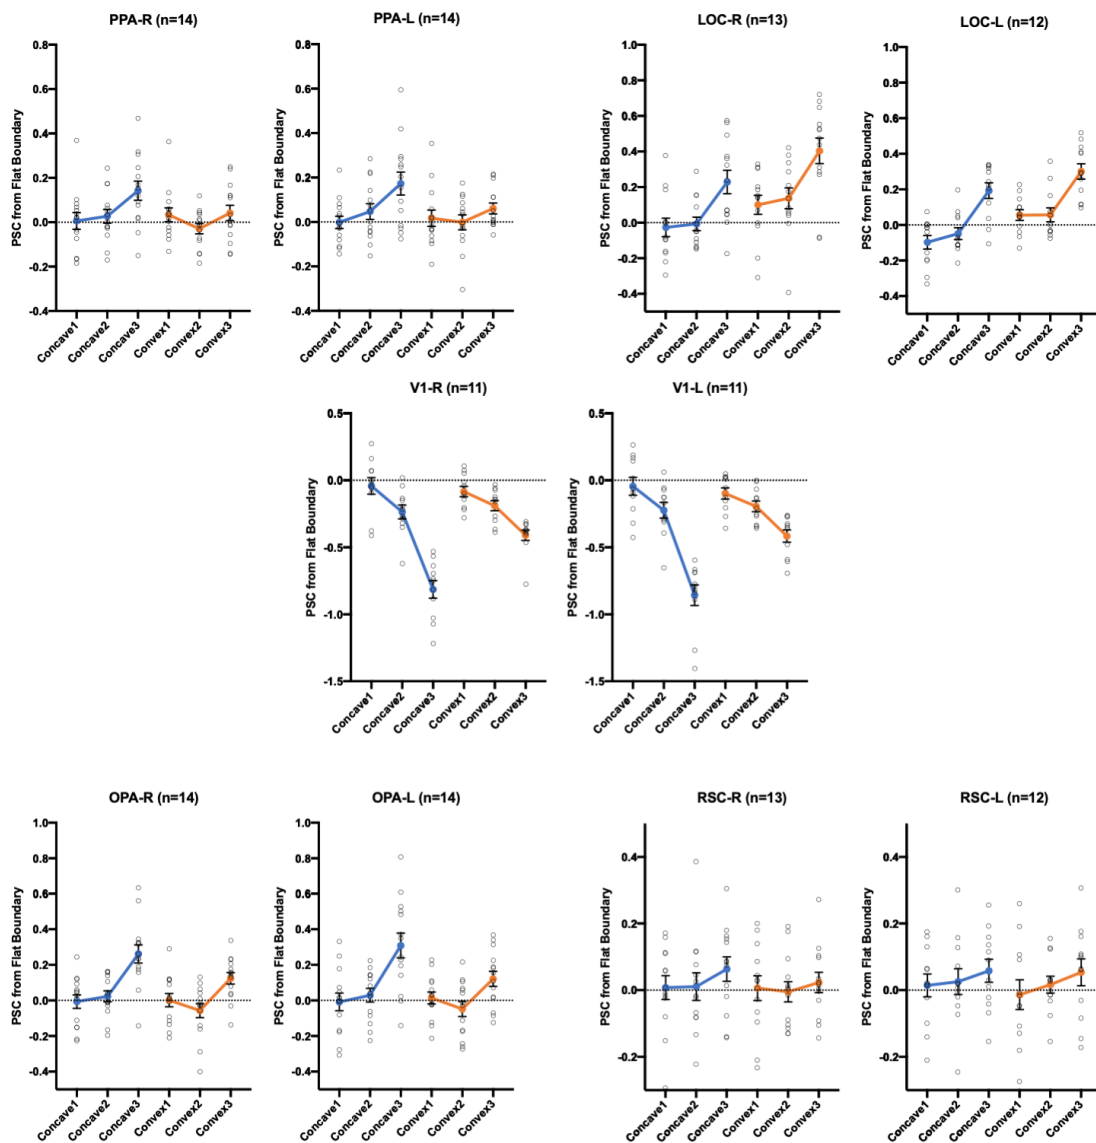 PPA-R (n=14)
PSC from Flat Boundary
0.8
0.6
0.4
0.2
0.0
-0.2
-0.4
Concave1
Concave2
Concave3
Convex1
Convex2
Convex3
PPA-L (n=14)
PSC from Flat Boundary
0.8
0.6
0.4
0.2
0.0
-0.2
-0.4
Concave1
Concave2
Concave3
Convex1
Convex2
Convex3
LOC-R (n=13)
PSC from Flat Boundary
1.0
0.8
0.6
0.4
0.2
0.0
-0.2
-0.4
Concave1
Concave2
Concave3
Convex1
Convex2
Convex3
LOC-L (n=12)
PSC from Flat Boundary
1.0
0.8
0.6
0.4
0.2
0.0
-0.2
-0.4
Concave1
Concave2
Concave3
Convex1
Convex2
Convex3
V1-R (n=11)
PSC from Flat Boundary
0.5
0.0
-0.5
-1.0
-1.5
Concave1
Concave2
Concave3
Convex1
Convex2
Convex3
V1-L (n=11)
PSC from Flat Boundary
0.5
0.0
-0.5
-1.0
-1.5
Concave1
Concave2
Concave3
Convex1
Convex2
Convex3
OPA-R (n=14)
PSC from Flat Boundary
1.0
0.8
0.6
0.4
0.2
0.0
-0.2
-0.4
Concave1
Concave2
Concave3
Convex1
Convex2
Convex3
OPA-L (n=14)
PSC from Flat Boundary
1.0
0.8
0.6
0.4
0.2
0.0
-0.2
-0.4
Concave1
Concave2
Concave3
Convex1
Convex2
Convex3
RSC-R (n=13)
PSC from Flat Boundary
0.4
0.2
0.0
-0.2
Concave1
Concave2
Concave3
Convex1
Convex2
Convex3
RSC-L (n=12)
PSC from Flat Boundary
0.4
0.2
0.0
-0.2
Concave1
Concave2
Concave3
Convex1
Convex2
Convex3